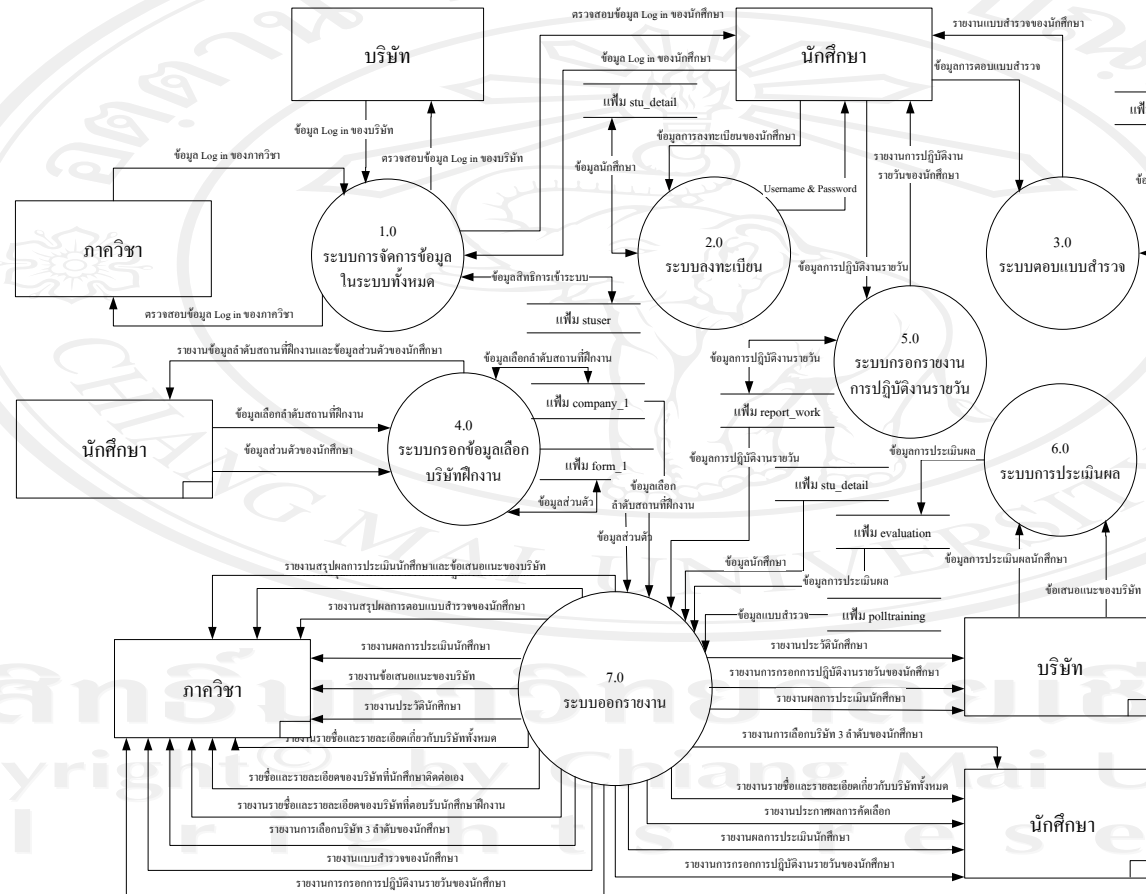 ตรวจสอบข้อมูล Log in ของนักศึกษา
รายงานแบบสำรวจของนักศึกษา
บริษัท
นักศึกษา
ข้อมูล Log in ของนักศึกษา
ข้อมูลการตอบแบบสำรวจ
แฟ้ม stu_detail
แฟ้
ข้อมูล Log in ของบริษัท
ข้อมูลการลงทะเบียนของนักศึกษา
ข้อมูล Log in ของภาควิชา
ตรวจสอบข้อมูล Log in ของบริษัท
ข้อมูลนักศึกษา
รายงานการปฏิบัติงาน
รายวันของนักศึกษา
ข้อ
Username & Password
ภาควิชา
1.0
ระบบการจัดการข้อมูล
ในระบบทั้งหมด
2.0
ระบบลงทะเบียน
3.0
ระบบตอบแบบสำรวจ
ข้อมูลการปฏิบัติงานรายวัน
ข้อมูลสิทธิการเข้าระบบ
ตรวจสอบข้อมูล Log in ของภาควิชา
แฟ้ม stuser
5.0
ระบบกรอกรายงาน
การปฏิบัติงานรายวัน
รายงานข้อมูลลำดับสถานที่ฝึกงานและข้อมูลส่วนตัวของนักศึกษา
ข้อมูลเลือกลำดับสถานที่ฝึกงาน
ข้อมูลการปฏิบัติงานรายวัน
แฟ้ม company_1
แฟ้ม report_work
นักศึกษา
ข้อมูลเลือกลำดับสถานที่ฝึกงาน
ข้อมูลส่วนตัวของนักศึกษา
4.0
ระบบกรอกข้อมูลเลือก
บริษัทฝึกงาน
6.0
ระบบการประเมินผล
ข้อมูลการปฏิบัติงานรายวัน
ข้อมูลการประเมินผล
แฟ้ม form_1
แฟ้ม stu_detail
ข้อมูลส่วนตัว
ข้อมูลเลือก
ลำดับสถานที่ฝึกงาน
แฟ้ม evaluation
ข้อมูลส่วนตัว
ข้อมูลนักศึกษา
ข้อมูลการประเมินผลนักศึกษา
รายงานสรุปผลการประเมินนักศึกษาและข้อเสนอแนะของบริษัท
ข้อมูลการประเมินผล
ข้อเสนอแนะของบริษัท
รายงานสรุปผลการตอบแบบสำรวจของนักศึกษา
ข้อมูลแบบสำรวจ
แฟ้ม polltraining
รายงานผลการประเมินนักศึกษา
รายงานประวัตินักศึกษา
ภาควิชา
รายงานข้อเสนอแนะของบริษัท
7.0
ระบบออกรายงาน
รายงานการกรอกการปฏิบัติงานรายวันของนักศึกษา
บริษัท
รายงานประวัตินักศึกษา
รายงานผลการประเมินนักศึกษา
รายงานรายชื่อและรายละเอียดเกี่ยวกับบริษัททั้งหมด
รายงานการเลือกบริษัท 3 ลำดับของนักศึกษา
รายชื่อและรายละเอียดของบริษัทที่นักศึกษาติดต่อเอง
รายงานรายชื่อและรายละเอียดเกี่ยวกับบริษัททั้งหมด
รายงานรายชื่อและรายละเอียดของบริษัทที่ตอบรับนักศึกษาฝึกงาน
รายงานประกาศผลการคัดเลือก
นักศึกษา
รายงานการเลือกบริษัท 3 ลำดับของนักศึกษา
รายงานผลการประเมินนักศึกษา
รายงานแบบสำรวจของนักศึกษา
รายงานการกรอกการปฏิบัติงานรายวันของนักศึกษา
รายงานการกรอกการปฏิบัติงานรายวันของนักศึกษา
CHIANG MAI UNIVERSITY
yright© by Chiang Mai U
l rights rese